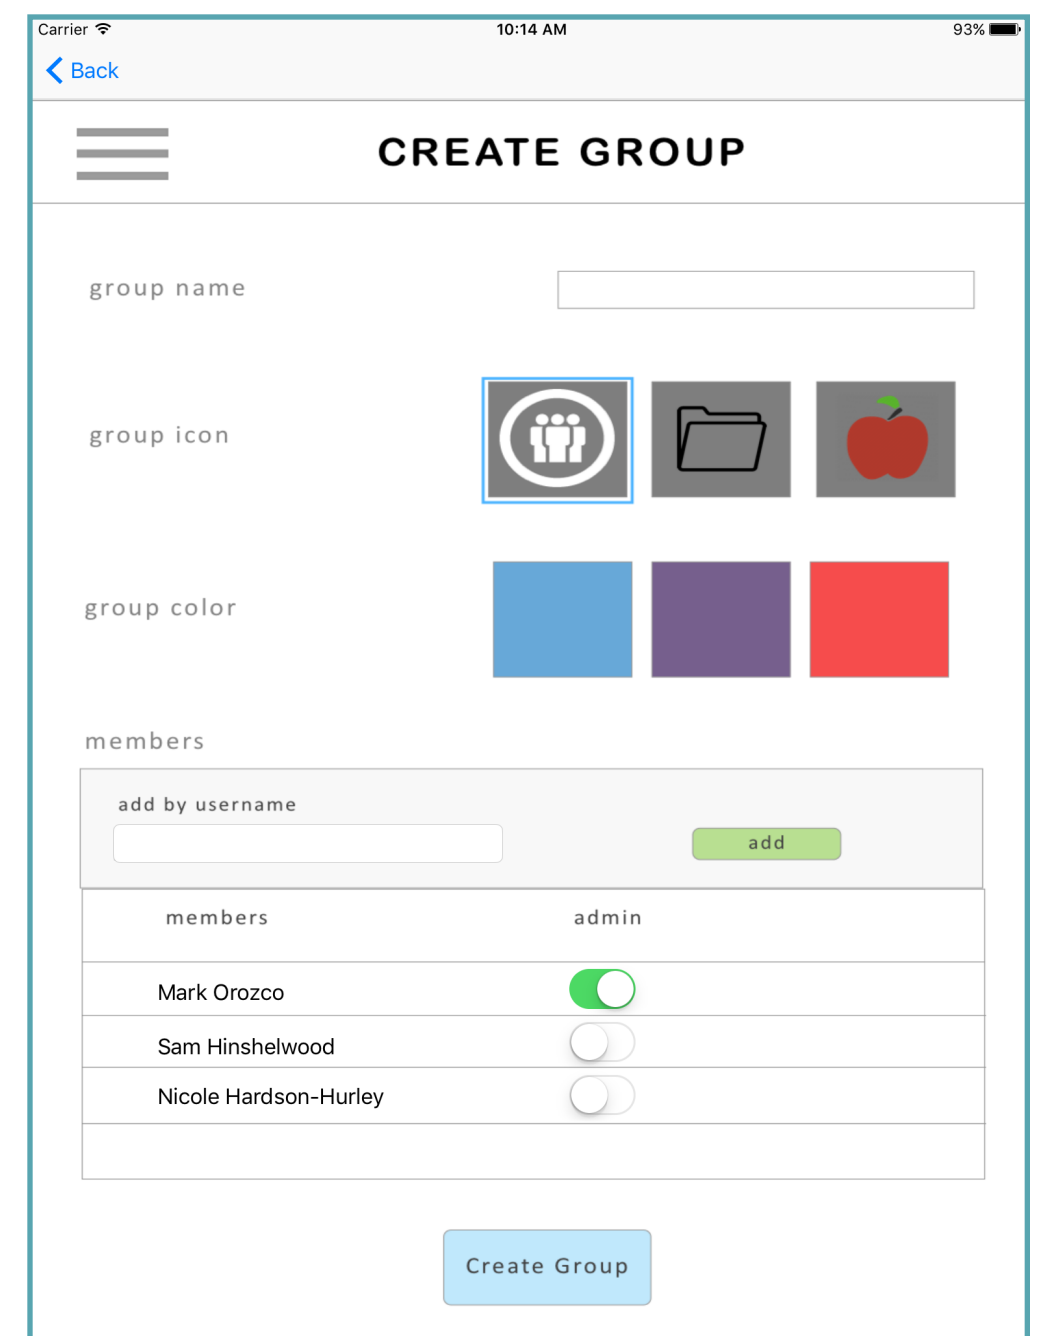 Carrier 10:14 AM 93%
Back
CREATE GROUP
group name
group icon
group color
members
add by username
add
members admin
Mark Orozco
Sam Hinshelwood
Nicole Hardson-Hurley
Create Group